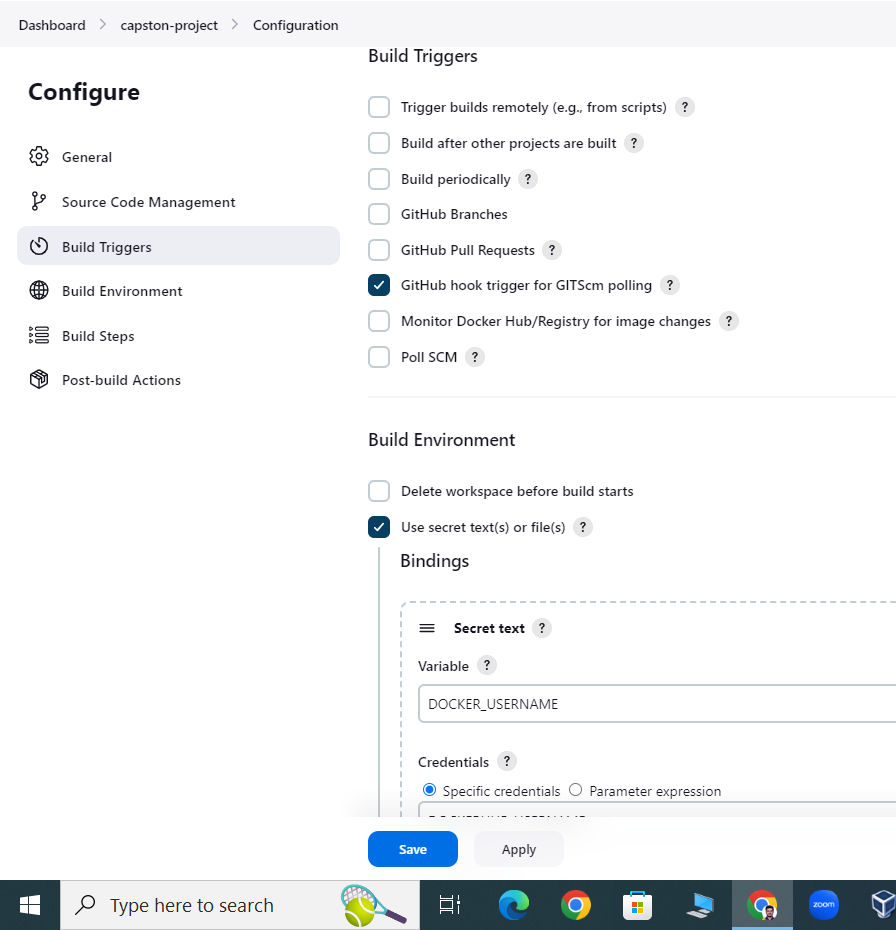 Dashboard > capston-project > Configuration
Configure
General
Source Code Management
Build Triggers
Build Environment
Build Steps
Post-build Actions
Build Triggers
Trigger builds remotely (e.g., from scripts) ?
Build after other projects are built ?
Build periodically ?
GitHub Branches
GitHub Pull Requests ?
GitHub hook trigger for GITScm polling ?
Monitor Docker Hub/Registry for image changes ?
Poll SCM ?
Build Environment
Delete workspace before build starts
Use secret text(s) or file(s) ?
Bindings
Secret text ?
Variable ?
DOCKER_USERNAME
Credentials ?
Specific credentials Parameter expression
Save Apply
Type here to search
zoom